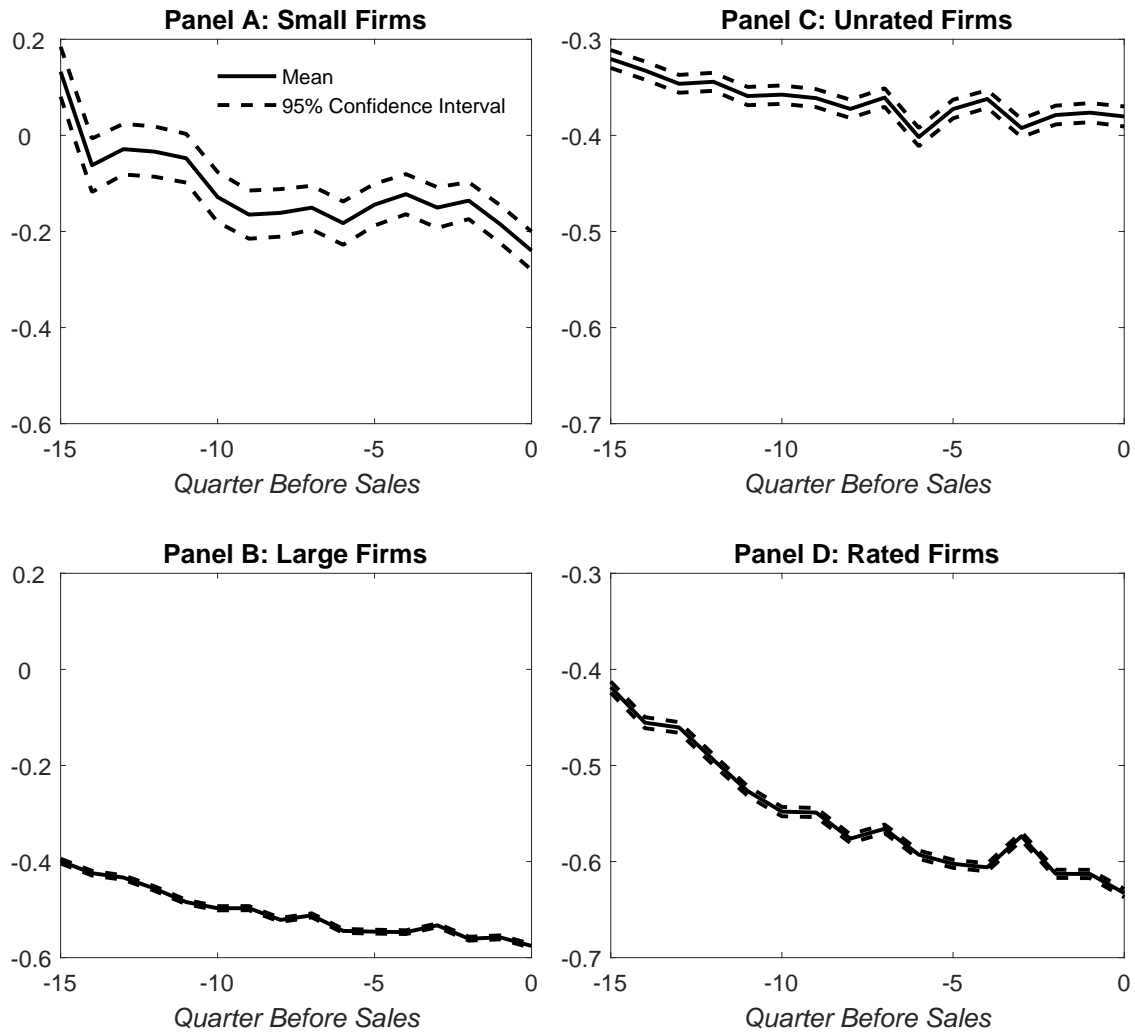 Panel A: Small Firms
0.2
0
-0.2
-0.4
-0.6
Mean
95% Confidence Interval
-15 -10 -5 0
Quarter Before Sales
Panel C: Unrated Firms
-0.3
-0.4
-0.5
-0.6
-0.7
-15 -10 -5 0
Quarter Before Sales
Panel B: Large Firms
0.2
0
-0.2
-0.4
-0.6
-15 -10 -5 0
Quarter Before Sales
Panel D: Rated Firms
-0.3
-0.4
-0.5
-0.6
-0.7
-15 -10 -5 0
Quarter Before Sales